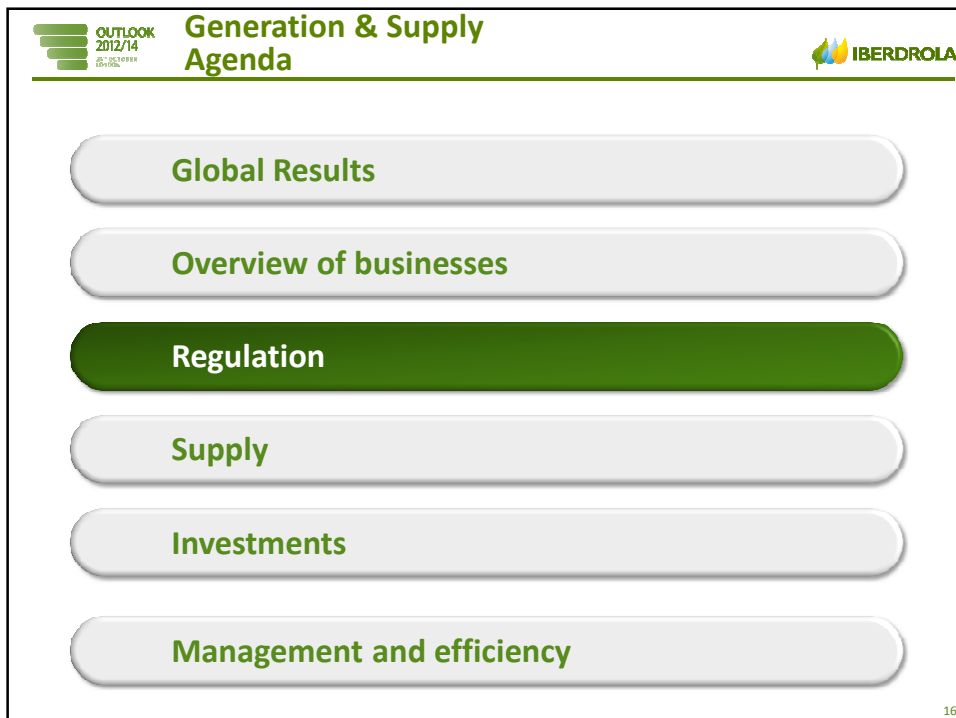 OUTLOOK
2012/14
LONDON
Generation & Supply
Agenda
IBERDROLA
Global Results
Overview of businesses
Regulation
Supply
Investments
Management and efficiency
16